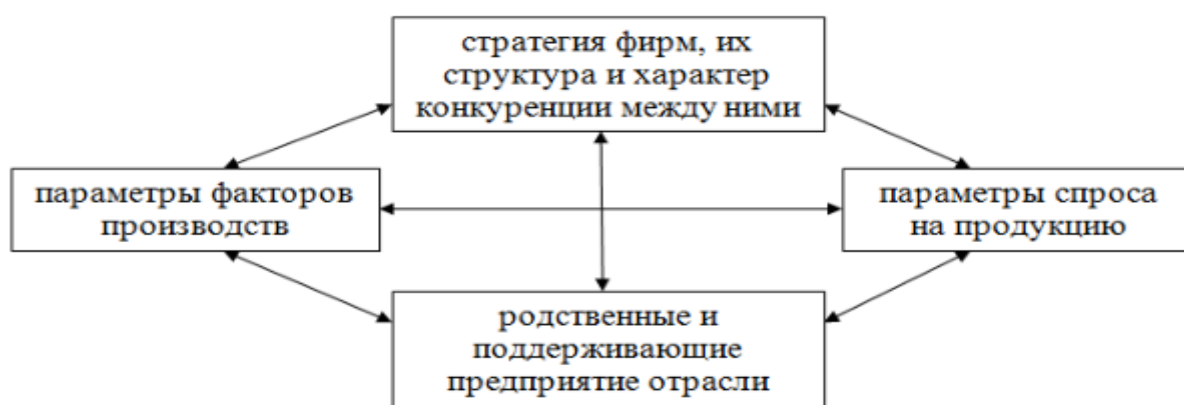 стратегия фирм, их
структура и характер
конкуренции между ними
параметры факторов
производств
параметры спроса
на продукцию
родственные и
поддерживающие
предприятие отрасли